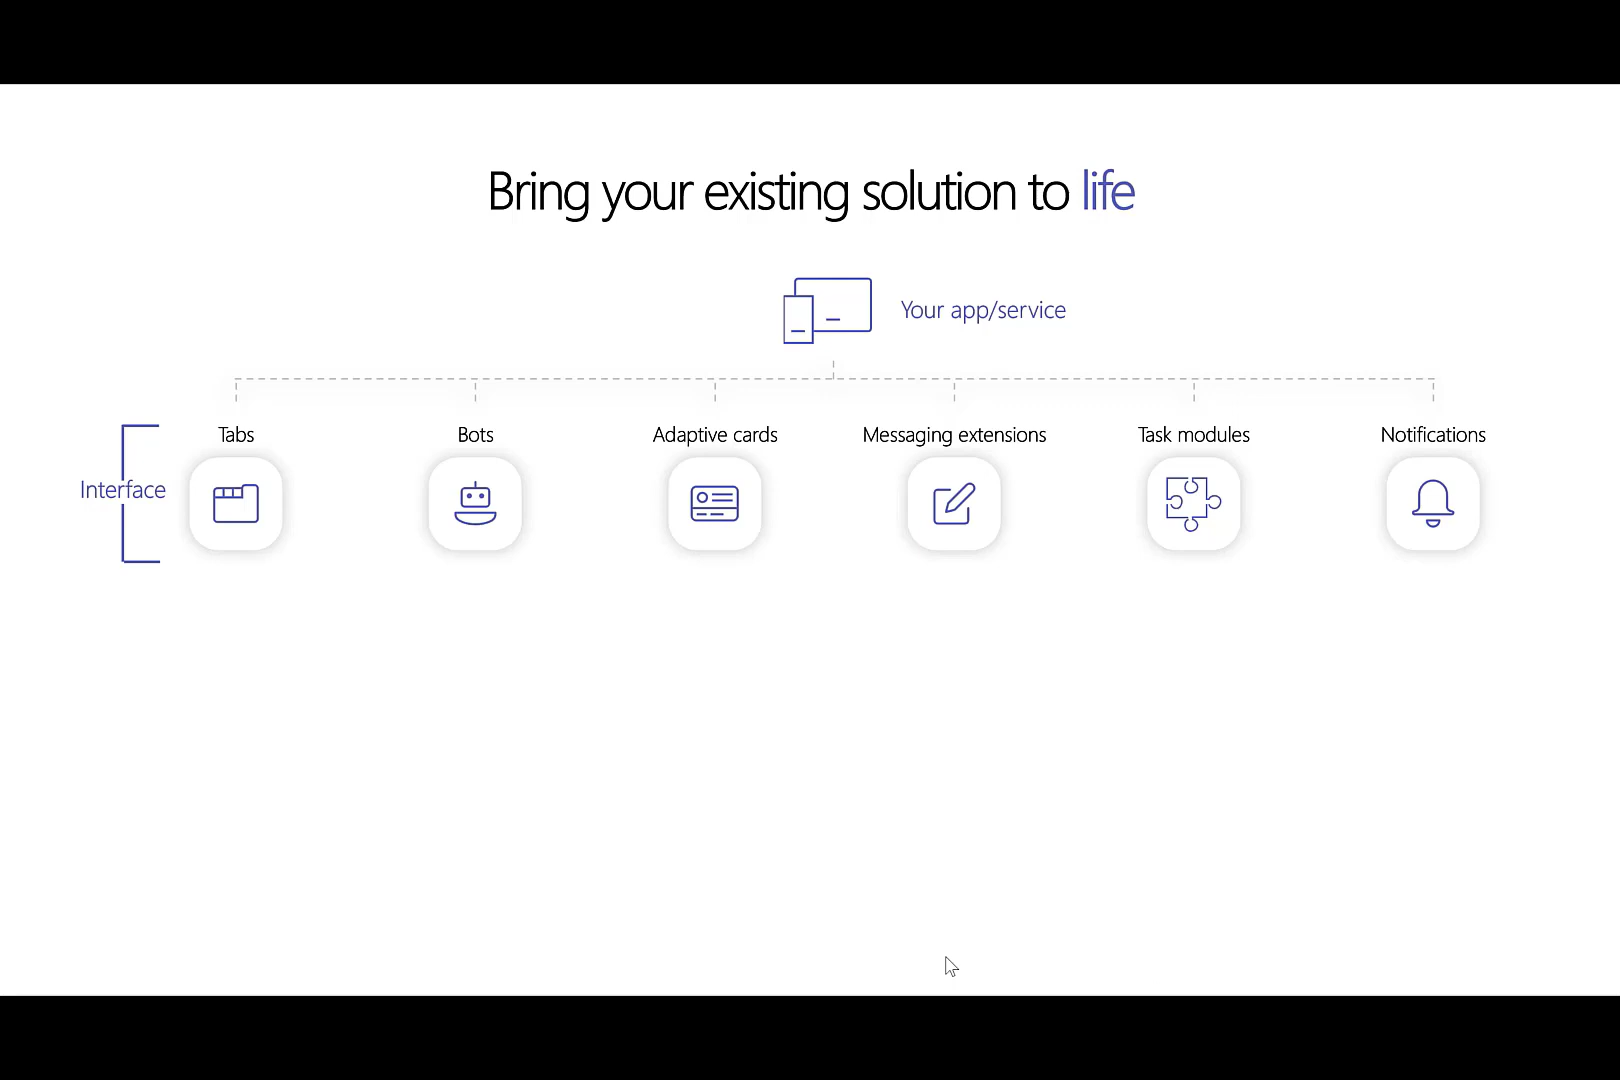 Bring your existing solution to life
Your app/service
Tabs
Bots
Adaptive cards
Messaging extensions
Task modules
Notifications
Interface